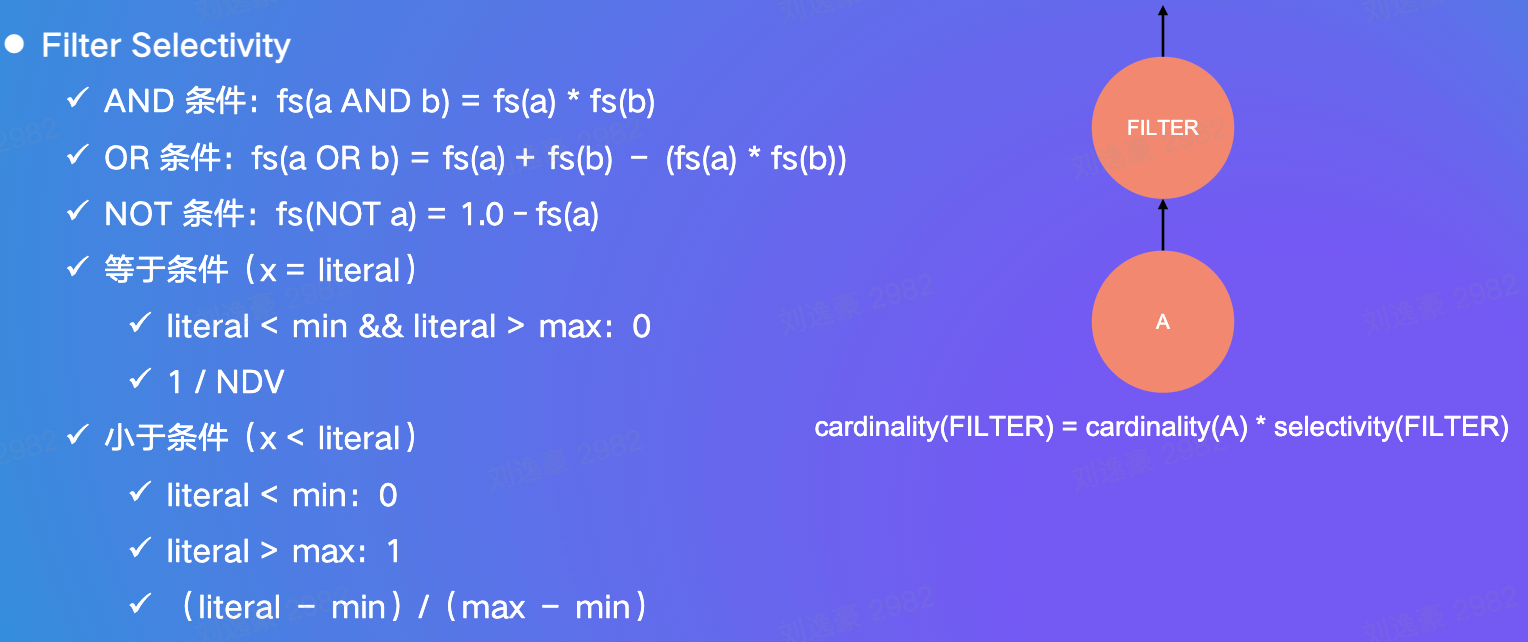 Filter Selectivity
AND 条件：fs(a AND b) = fs(a) * fs(b)
OR 条件：fs(a OR b) = fs(a) + fs(b) － (fs(a) * fs(b))
NOT 条件：fs(NOT a) = 1.0 - fs(a)
等于条件（x = literal）
literal < min && literal > max：0
1 / NDV
小于条件（x < literal）
literal < min：0
literal > max：1
（literal － min）/（max － min）
FILTER
A
cardinality(FILTER) = cardinality(A) * selectivity(FILTER)
刘逸豪 2982